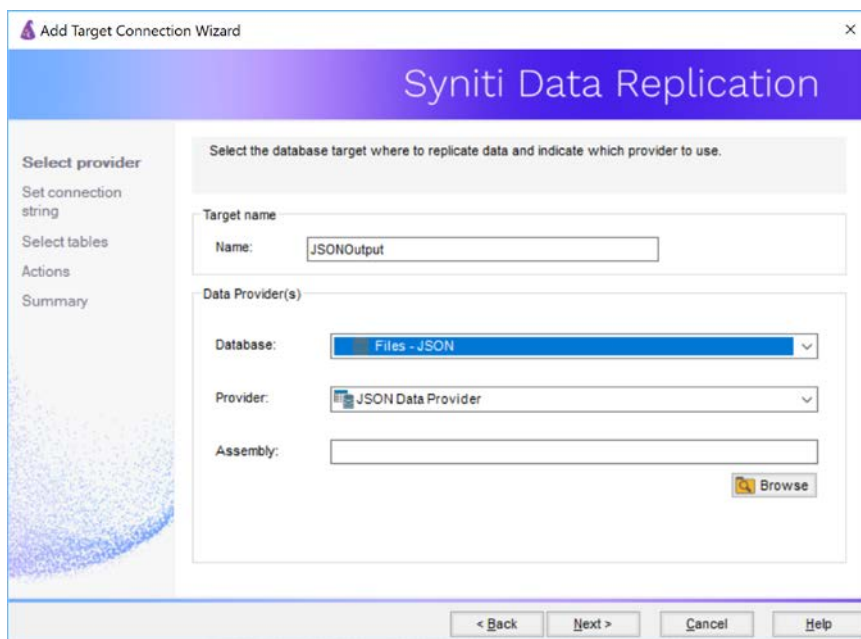 Add Target Connection Wizard
Syniti Data Replication
Select provider
Set connection
string
Select tables
Actions
Summary
Select the database target where to replicate data and indicate which provider to use.
Target name
Name:
JSONOutput
Data Provider(s)
Database:
Files - JSON
Provider:
JSON Data Provider
Assembly:
Browse
< Back
Next >
Cancel
Help